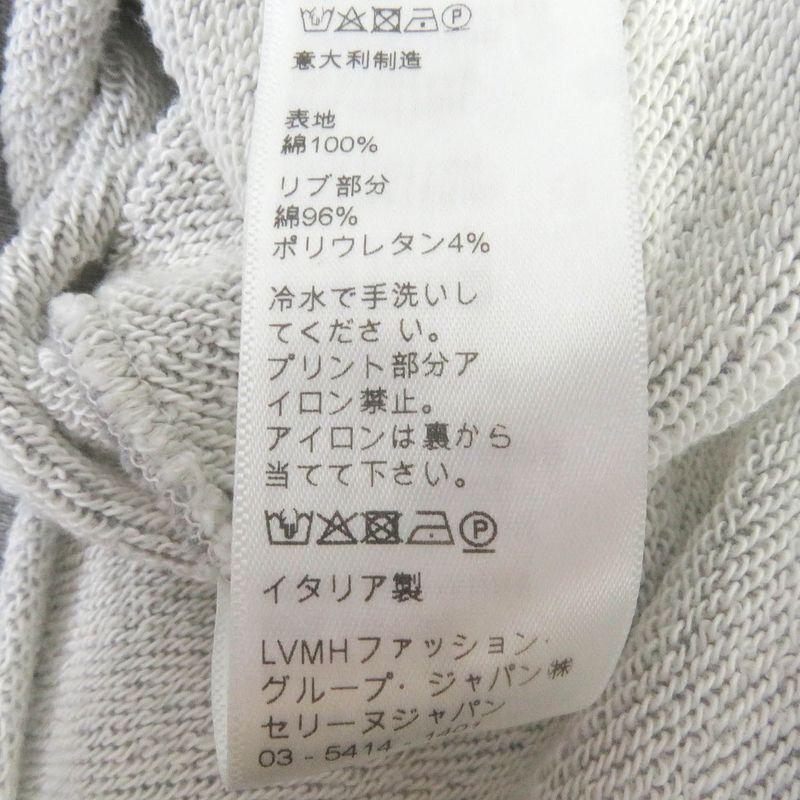 意大利制造
表地
綿100%
リブ部分
綿96%
ポリウレタン4%
冷水で手洗いし
てください。
プリント部分ア
イロン禁止。
アイロンは裏から
当てて下さい。
P
イタリア製
LVMHファッション・
グループ・ジャパン㈱
セリーヌジャパン
03 - 5414 -